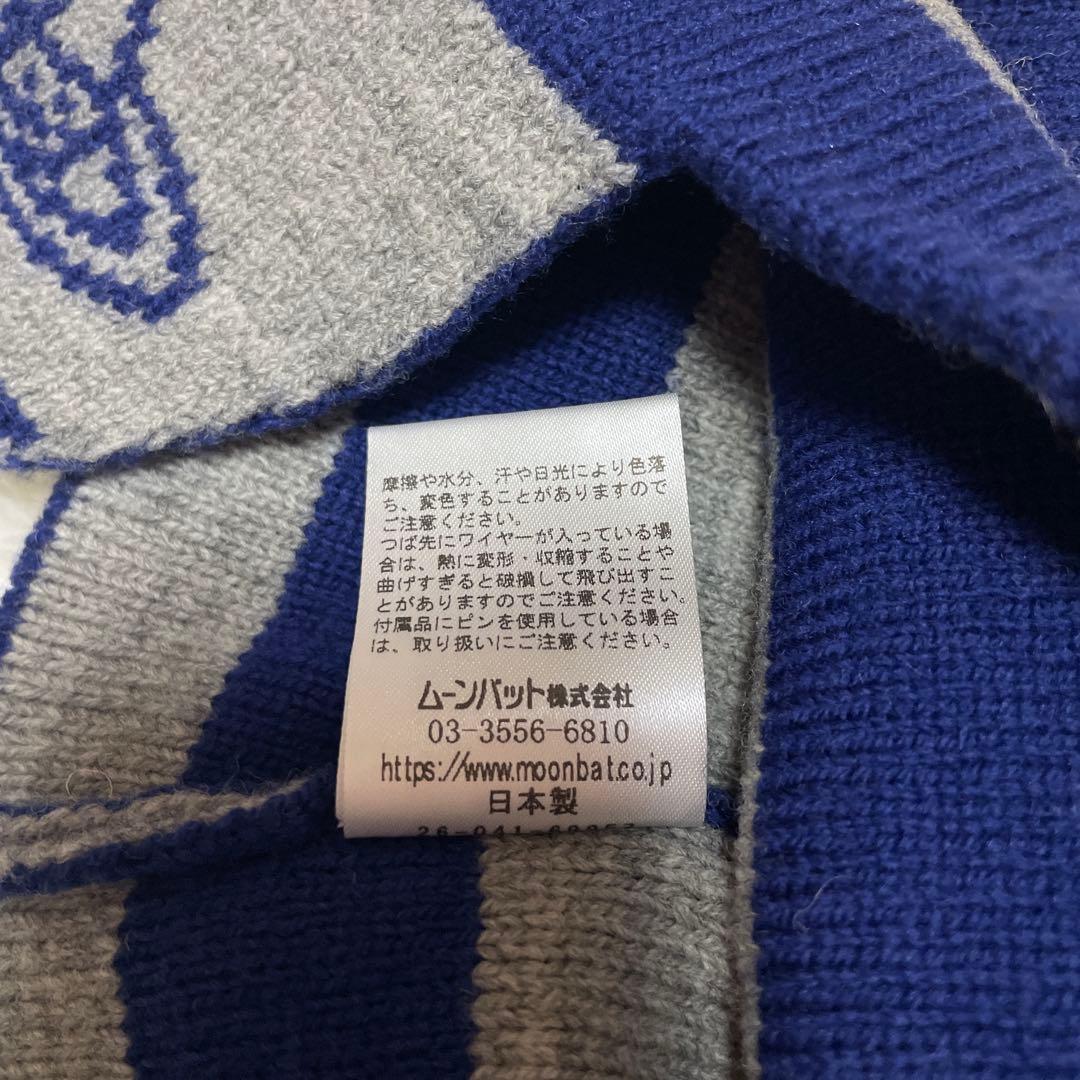 摩擦や水分、汗や日光により色落
ち、変色することがありますので
ご注意ください。
つば先にワイヤーが入っている場
合は、熱に変形・収縮することや
曲げすぎると破損して飛び出すこ
とがありますのでご注意ください。
付属品にピンを使用している場合
は、取り扱いにご注意ください。
ムーンバット株式会社
03-3556-6810
https://www.moonbat.co.jp
日本製